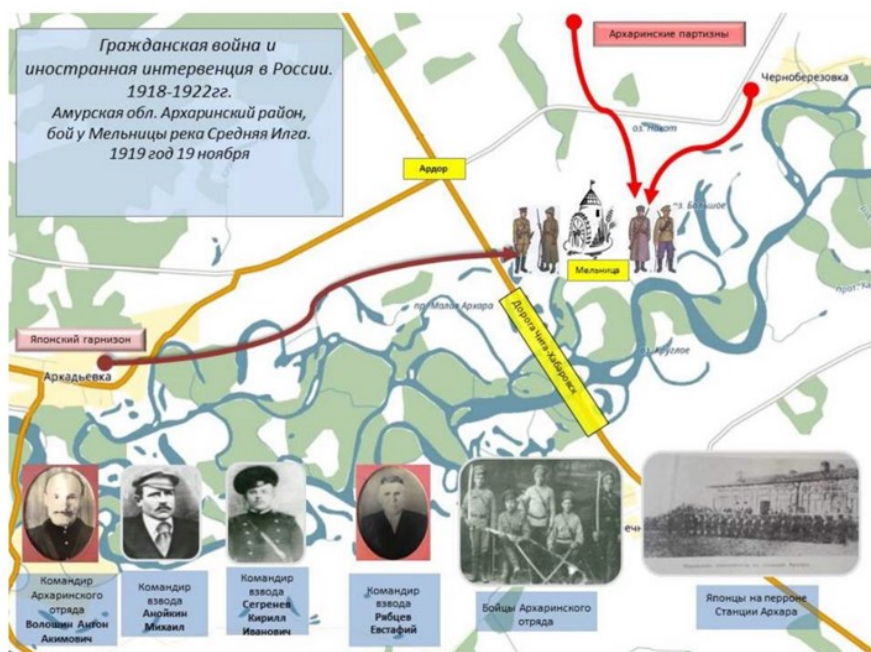 Гражданская война и
иностранная интервенция в России.
1918-1922гг.
Амурская обл. Архаринский район,
бой у Мельницы река Средняя Илга.
1919 год 19 ноября
Архаринские партизны
Черноберезовка
Ардор
оз. Большое
Мельница
пр. Малая Архара
Дорога Чита-Хабаровск
оз. Круглое
Японский гарнизон
Аркадьевка
Командир
Архаринского
отряда
Волошин Антон
Акимович
Командир
взвода
Анойкин
Михаил
Командир
взвода
Сегренев
Кирилл
Иванович
Командир
взвода
Рябцев
Евстафий
Бойцы Архаринского
отряда
Японцы на перроне
Станции Архара